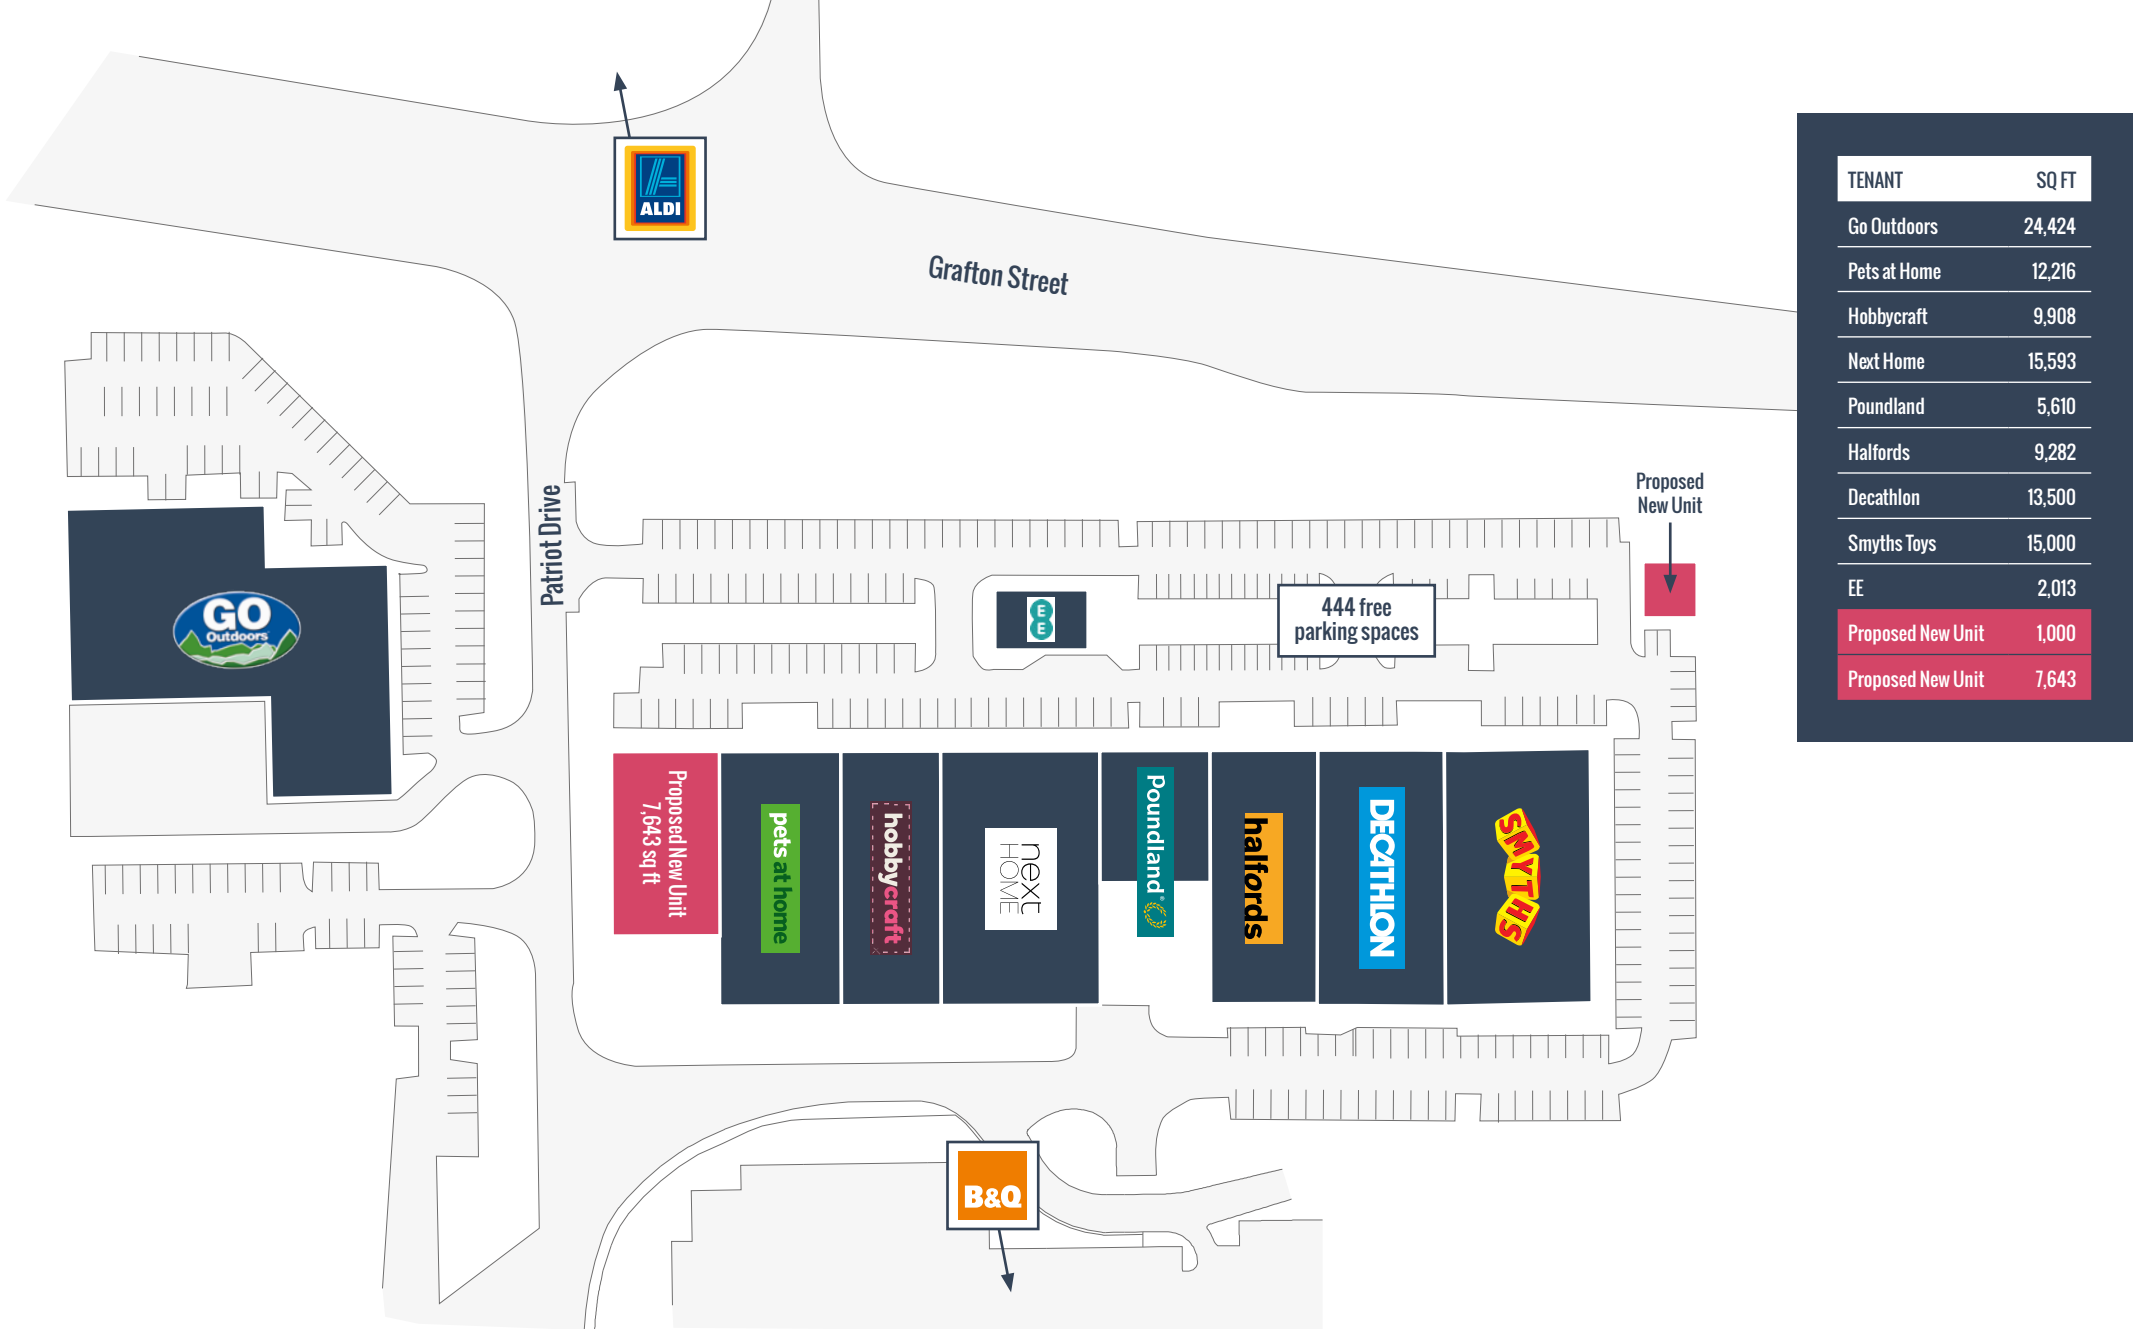 ALDI
Grafton Street
TENANT SQ FT
Go Outdoors 24,424
Pets at Home 12,216
Hobbycraft 9,908
Next Home 15,593
Poundland 5,610
Halfords 9,282
Decathlon 13,500
Smyths Toys 15,000
EE 2,013
Proposed New Unit 1,000
Proposed New Unit 7,643
Proposed
New Unit
Patriot Drive
GO
Outdoors
E
E
444 free
parking spaces
Proposed New Unit
7,643 sq ft
pets at home
hobbycraft
next
HOME
Poundland
halfords
DECATHLON
SMYTHS
B&Q